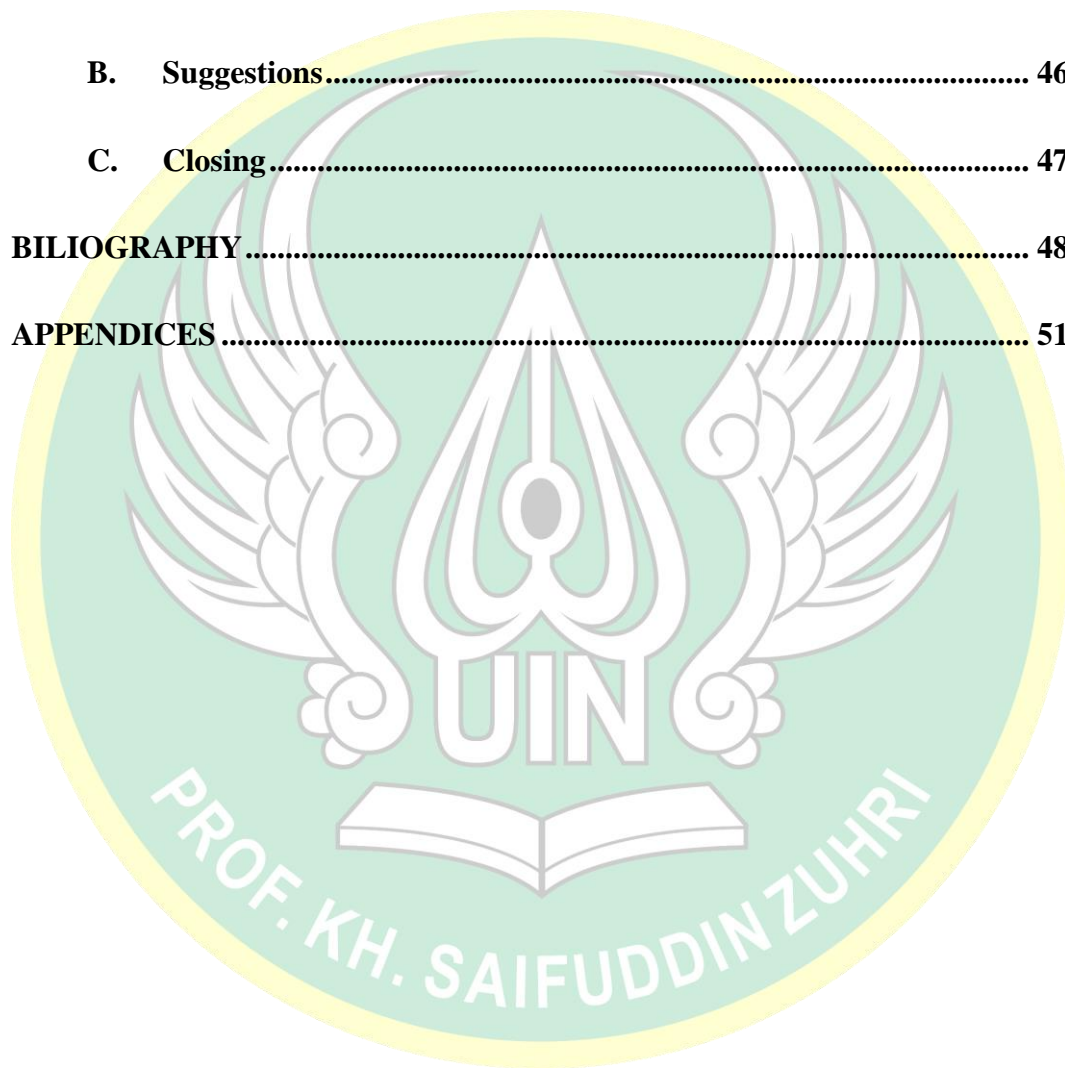 B. Suggestions.......................................................................................... 46
C. Closing................................................................................................. 47
BILIOGRAPHY.................................................................................................... 48
APPENDICES....................................................................................................... 51
UIN
PROF. KH. SAIFUDDIN ZUHRI